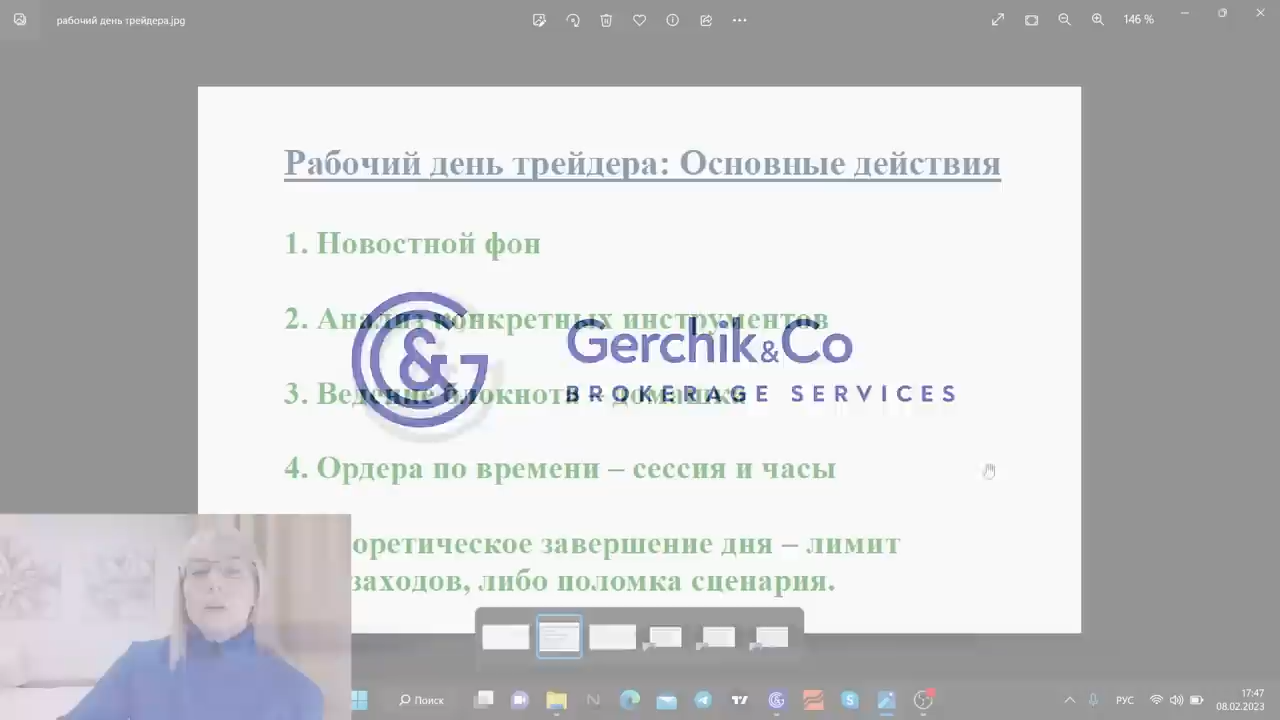 рабочий день трейдера.jpg
146 %
Рабочий день трейдера: Основные действия
1. Новостной фон
2. Анализ конкретных инструментов
Gerchik&Co
3. Ведение блокнота – домашка
BROKERAGE SERVICES
4. Ордера по времени – сессия и часы
оретическое завершение дня – лимит
заходов, либо поломка сценария.
Поиск
РУС
17:47
08.02.2023